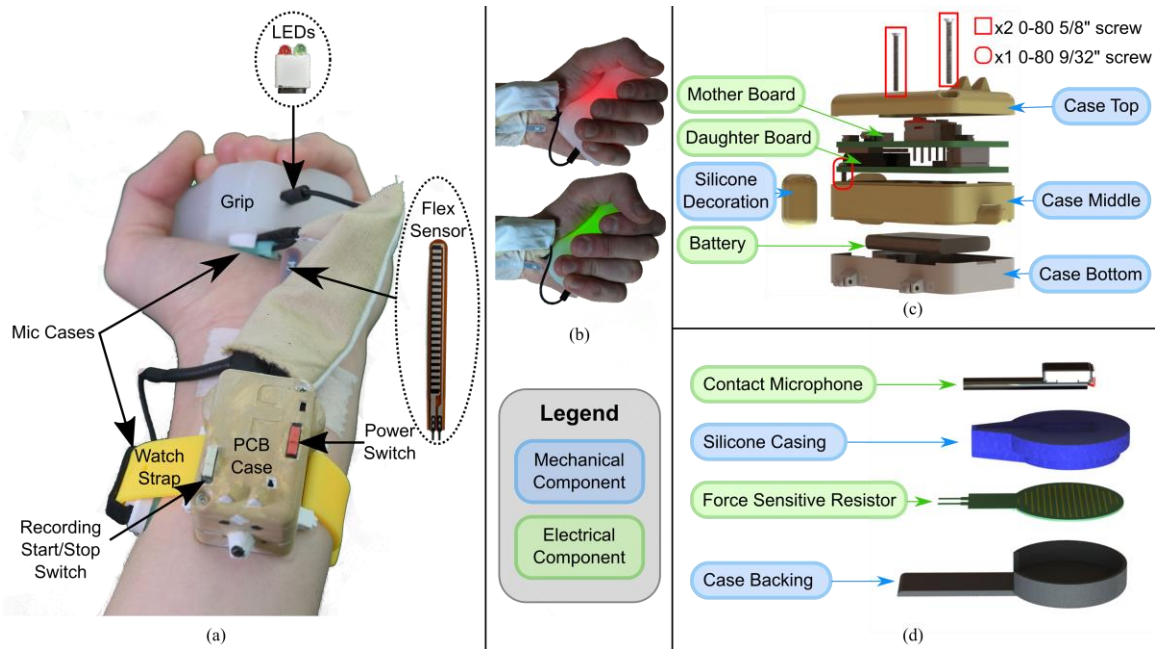 LEDs
Grip
Flex
Sensor
Mic Cases
Watch
Strap
PCB
Case
Power
Switch
Recording
Start/Stop
Switch
(a)
(b)
Legend
Mechanical
Component
Electrical
Component
x2 0-80 5/8" screw
x1 0-80 9/32" screw
Mother Board
Case Top
Daughter Board
Silicone
Decoration
Case Middle
Battery
Case Bottom
(c)
Contact Microphone
Silicone Casing
Force Sensitive Resistor
Case Backing
(d)